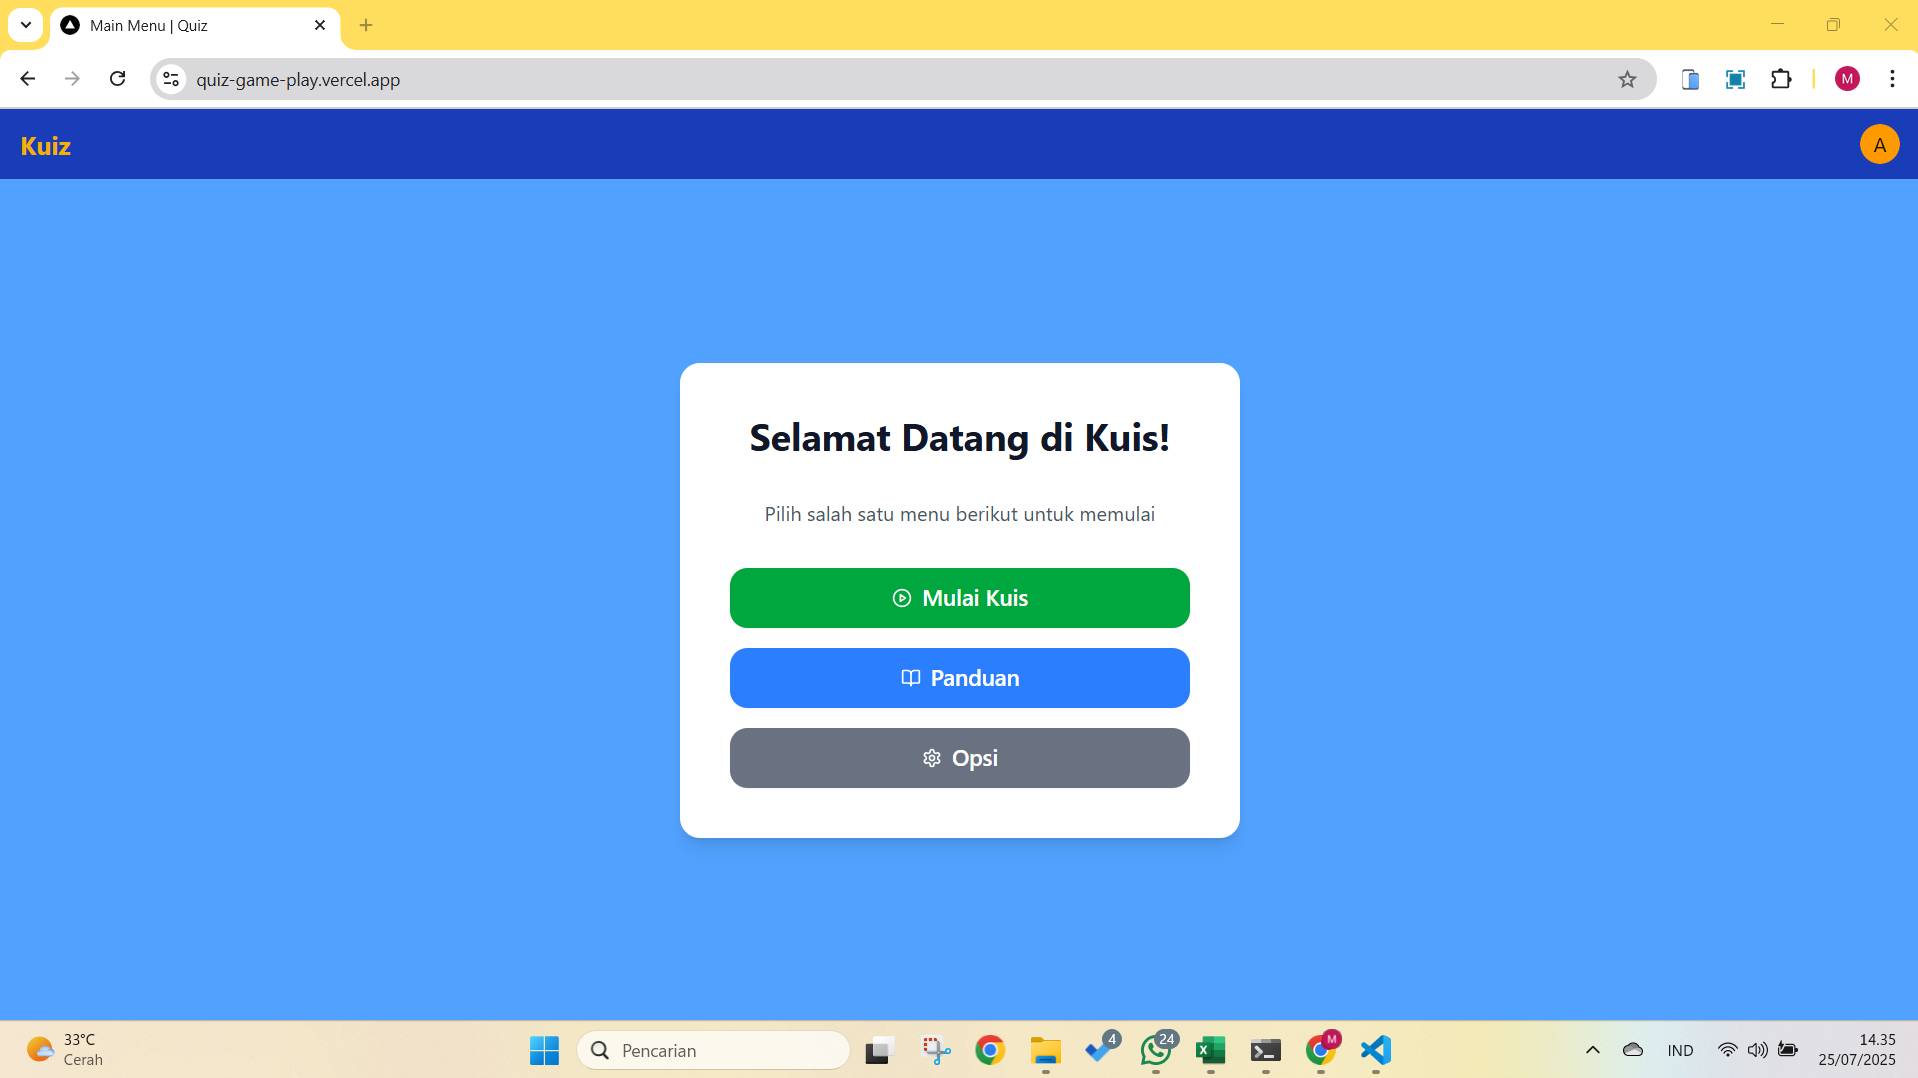 Main Menu | Quiz
quiz-game-play.vercel.app
M
Kuiz
A
Selamat Datang di Kuis!
Pilih salah satu menu berikut untuk memulai
Mulai Kuis
Panduan
Opsi
33°C
Cerah
Pencarian
4
24
M
IND
14.35
25/07/2025